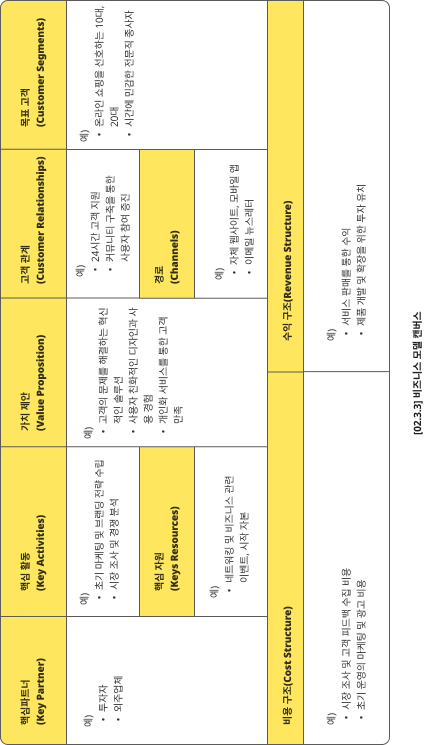 핵심파트너
(Key Partner)
예)
• 투자자
• 외주업체
핵심 활동
(Key Activities)
예)
• 초기 마케팅 및 브랜딩 전략 수립
• 시장 조사 및 경쟁 분석
핵심 자원
(Keys Resources)
예)
• 네트워킹 및 비즈니스 관련
이벤트, 시작 자본
가치 제안
(Value Proposition)
예)
• 고객의 문제를 해결하는 혁신
적인 솔루션
• 사용자 친화적인 디자인과 사
용 경험
• 개인화 서비스를 통한 고객
만족
고객 관계
(Customer Relationships)
예)
• 24시간 고객 지원
• 커뮤니티 구축을 통한
사용자 참여 증진
경로
(Channels)
예)
• 자체 웹사이트, 모바일 앱
• 이메일 뉴스레터
목표 고객
(Customer Segments)
예)
• 온라인 쇼핑을 선호하는 10대,
20대
• 시간에 민감한 전문직 종사자
비용 구조(Cost Structure)
예)
• 시장 조사 및 고객 피드백 수집 비용
• 초기 운영의 마케팅 및 광고 비용
수익 구조(Revenue Structure)
예)
• 서비스 판매를 통한 수익
• 제품 개발 및 확장을 위한 투자 유치
[02.3.3] 비즈니스 모델 캔버스